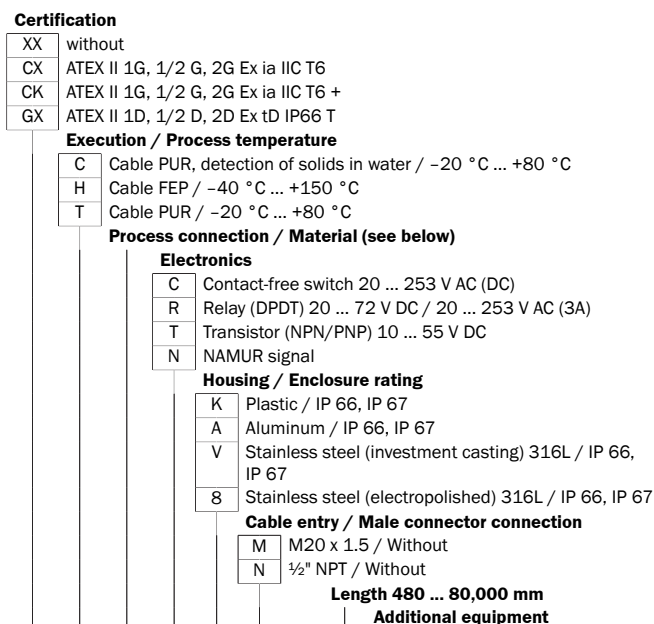 Certification
XX without
CX ATEX II 1G, 1/2 G, 2G Ex ia IIC T6
CK ATEX II 1G, 1/2 G, 2G Ex ia IIC T6 +
GX ATEX II 1D, 1/2 D, 2D Ex tD IP66 T
Execution / Process temperature
C Cable PUR, detection of solids in water / –20 °C ... +80 °C
H Cable FEP / –40 °C ... +150 °C
T Cable PUR / –20 °C ... +80 °C
Process connection / Material (see below)
Electronics
C Contact-free switch 20 ... 253 V AC (DC)
R Relay (DPDT) 20 ... 72 V DC / 20 ... 253 V AC (3A)
T Transistor (NPN/PNP) 10 ... 55 V DC
N NAMUR signal
Housing / Enclosure rating
K Plastic / IP 66, IP 67
A Aluminum / IP 66, IP 67
V Stainless steel (investment casting) 316L / IP 66,
IP 67
8 Stainless steel (electropolished) 316L / IP 66, IP 67
Cable entry / Male connector connection
M M20 x 1.5 / Without
N ½" NPT / Without
Length 480 ... 80,000 mm
Additional equipment